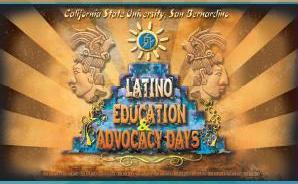 California State University, San Bernardino
LATINO
EDUCATION
&
ADVOCACY DAYS